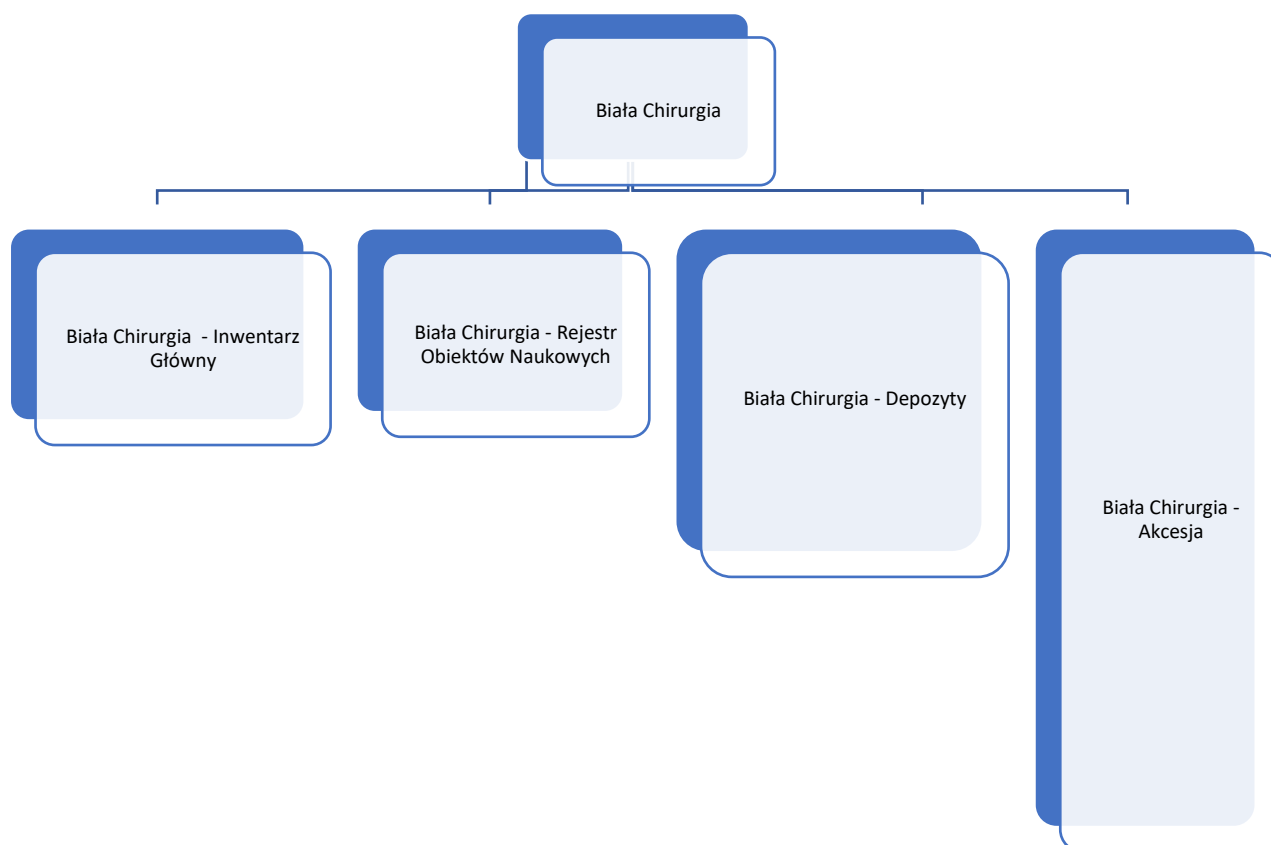 Biała Chirurgia
Biała Chirurgia  - Inwentarz
Główny
Biała Chirurgia - Rejestr
Obiektów Naukowych
Biała Chirurgia - Depozyty
Biała Chirurgia -
Akcesja